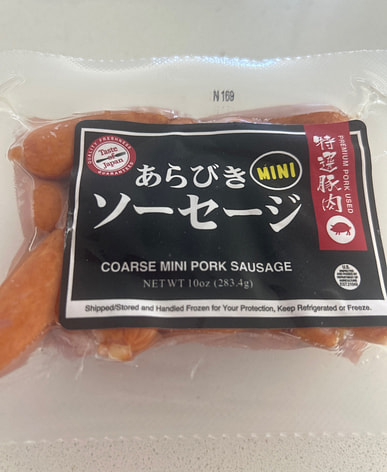 N 169
Taste of
Japan
あらびき
MINI
ソーセージ
特選豚肉
PREMIUM PORK USED
COARSE MINI PORK SAUSAGE
NET WT 10oz (283.4g)
Shipped/Stored and Handled Frozen for Your Protection, Keep Refrigerated or Freeze.